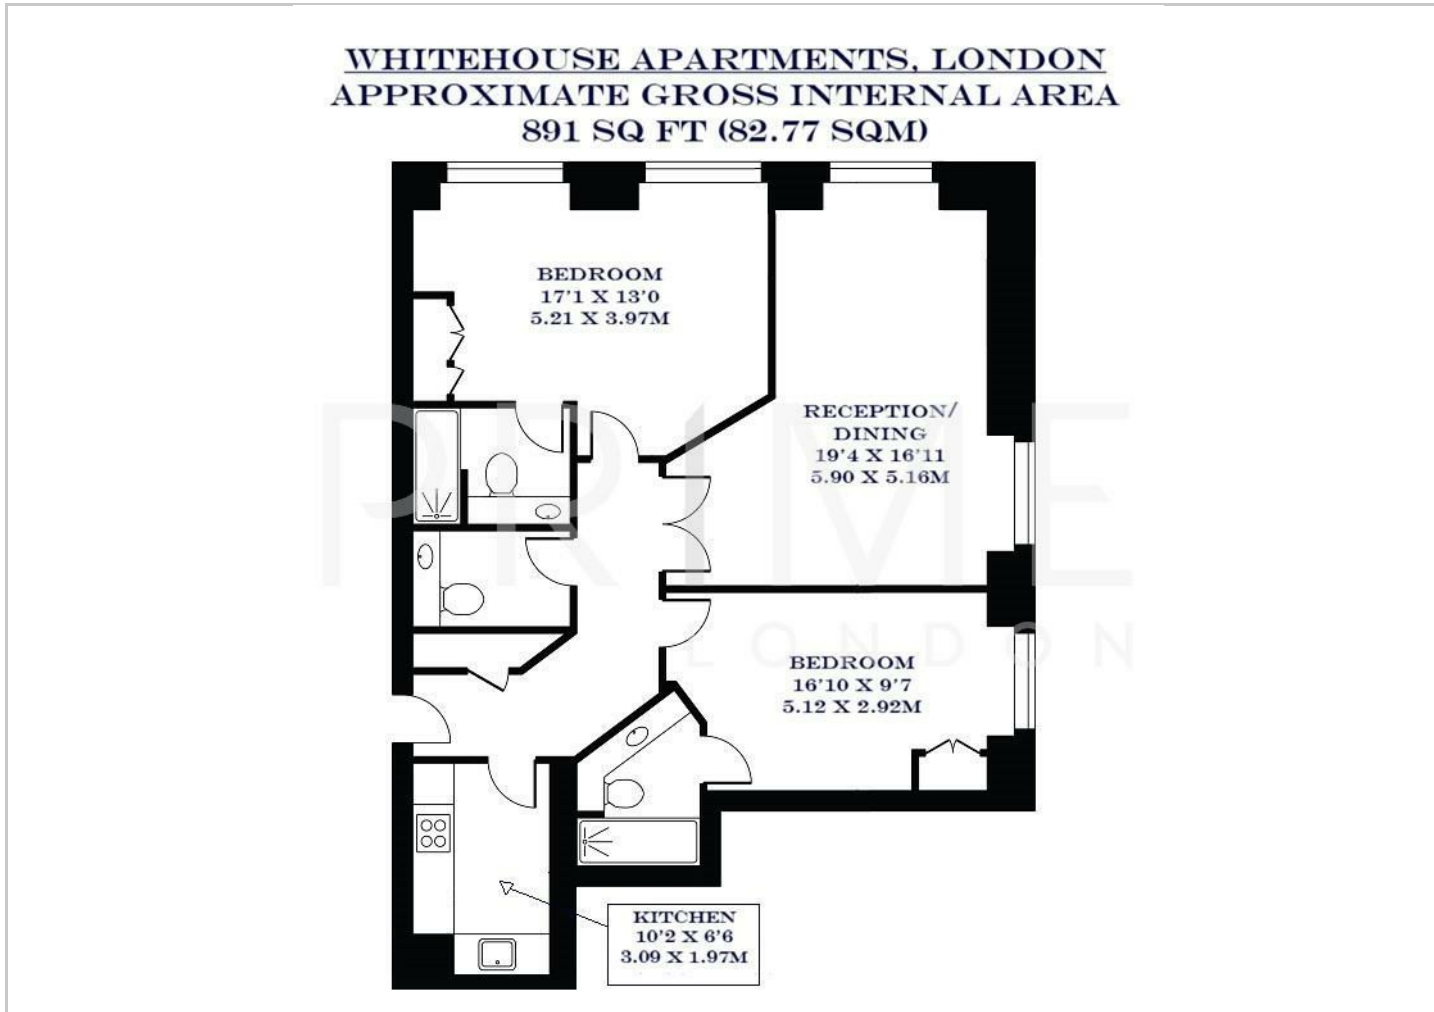 WHITEHOUSE APARTMENTS, LONDON
APPROXIMATE GROSS INTERNAL AREA
891 SQ FT (82.77 SQM)
BEDROOM
17'1 X 13'0
5.21 X 3.97M
RECEPTION/
DINING
19'4 X 16'11
5.90 X 5.16M
PRIME
LONDON
BEDROOM
16'10 X 9'7
5.12 X 2.92M
KITCHEN
10'2 X 6'6
3.09 X 1.97M